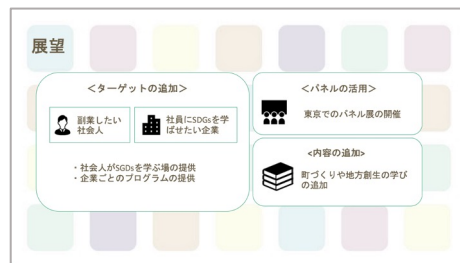 展望
＜ターゲットの追加＞
副業したい
社会人
社員にSDGsを学
ばせたい企業
・社会人がSGDsを学ぶ場の提供
・企業ごとのプログラムの提供
＜パネルの活用＞
東京でのパネル展の開催
<内容の追加>
町づくりや地方創生の学び
の追加